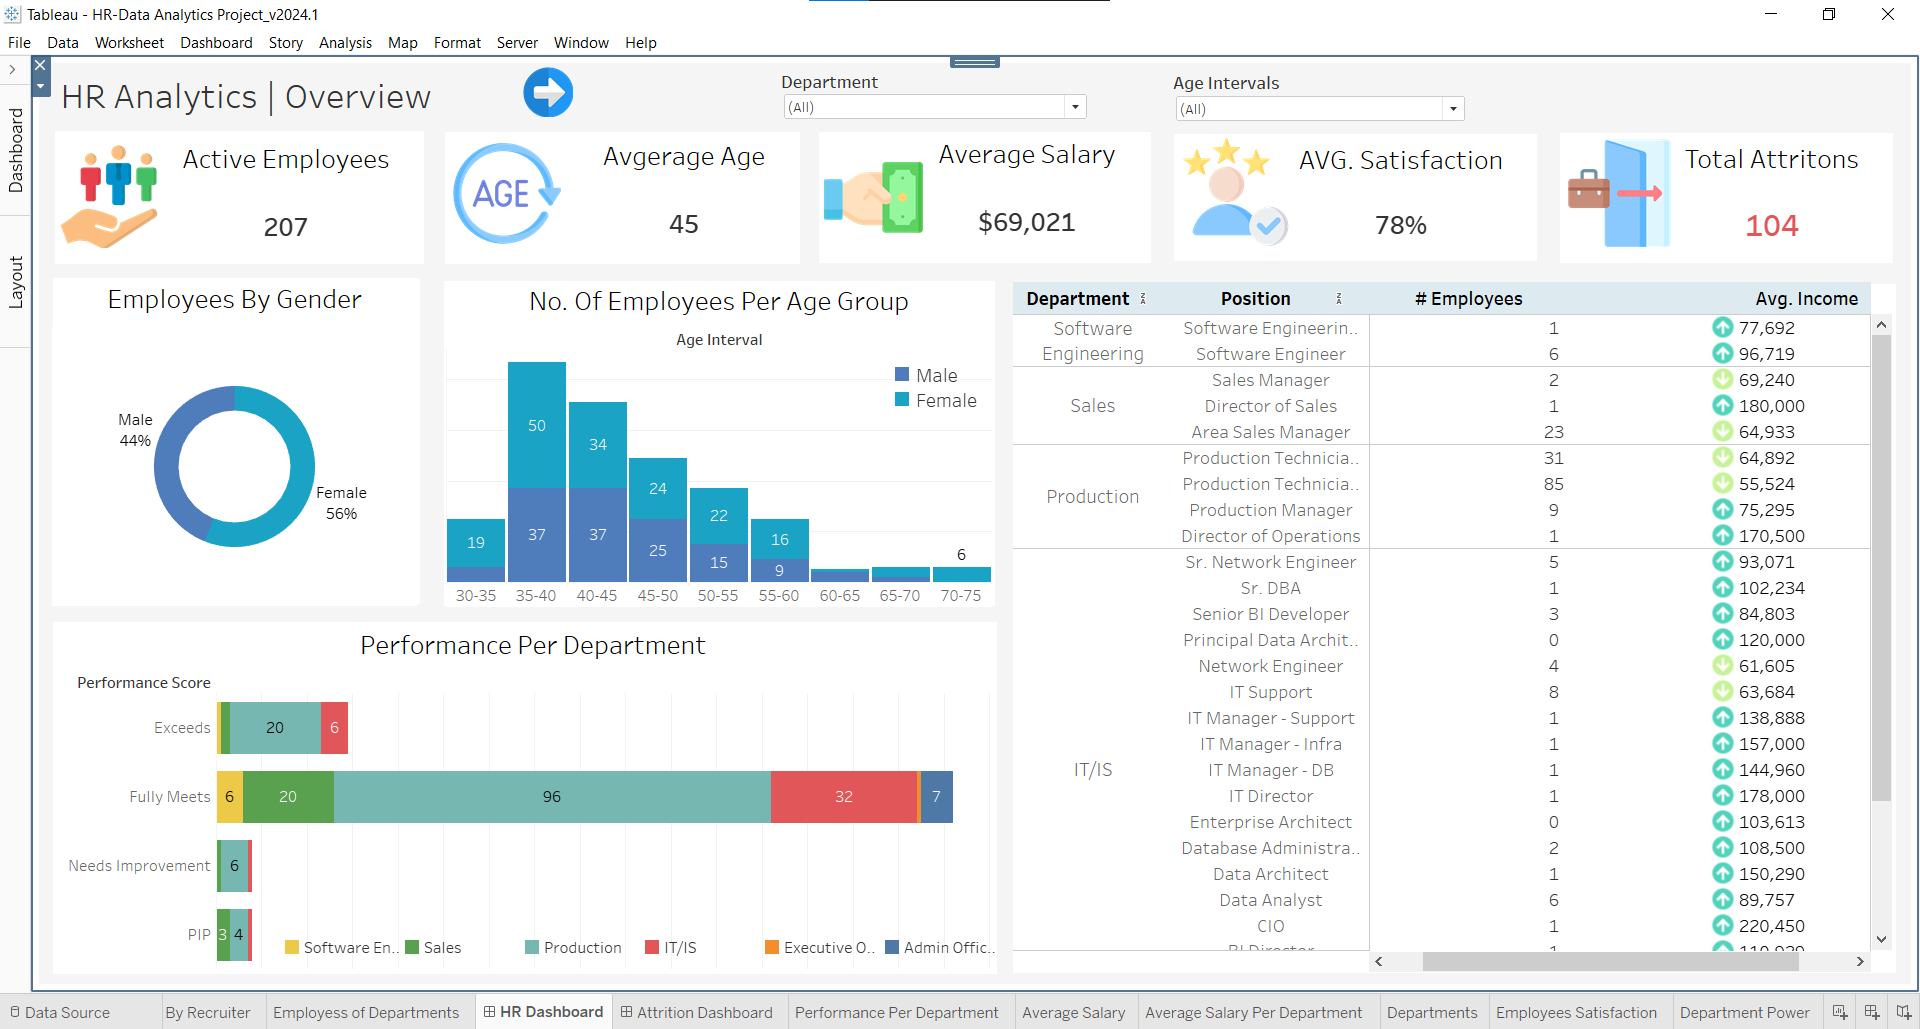 Tableau - HR-Data Analytics Project_v2024.1
File Data Worksheet Dashboard Story Analysis Map Format Server Window Help
Dashboard
Layout
HR Analytics | Overview
Department
(All)
Age Intervals
(All)
Active Employees
207
AGE
Avgerage Age
45
Average Salary
$69,021
AVG. Satisfaction
78%
Total Attritons
104
Employees By Gender
Male
44%
Female
56%
No. Of Employees Per Age Group
Age Interval
Male
Female
50
34
24
22
19
16
6
37
37
25
15
9
30-35 35-40 40-45 45-50 50-55 55-60 60-65 65-70 70-75
Performance Per Department
Performance Score
Exceeds 20 6
Fully Meets 6 20 96 32 7
Needs Improvement 6
PIP 3 4
Software En.. Sales Production IT/IS Executive O.. Admin Offic..
Department Position # Employees Avg. Income
Software Engineering
Software Engineerin.. 1 77,692
Software Engineer 6 96,719
Sales
Sales Manager 2 69,240
Director of Sales 1 180,000
Area Sales Manager 23 64,933
Production
Production Technicia.. 31 64,892
Production Technicia.. 85 55,524
Production Manager 9 75,295
Director of Operations 1 170,500
IT/IS
Sr. Network Engineer 5 93,071
Sr. DBA 1 102,234
Senior BI Developer 3 84,803
Principal Data Archit.. 0 120,000
Network Engineer 4 61,605
IT Support 8 63,684
IT Manager - Support 1 138,888
IT Manager - Infra 1 157,000
IT Manager - DB 1 144,960
IT Director 1 178,000
Enterprise Architect 0 103,613
Database Administra.. 2 108,500
Data Architect 1 150,290
Data Analyst 6 89,757
CIO 1 220,450
BI Director 1
Data Source By Recruiter Employess of Departments HR Dashboard Attrition Dashboard Performance Per Department Average Salary Average Salary Per Department Departments Employees Satisfaction Department Power